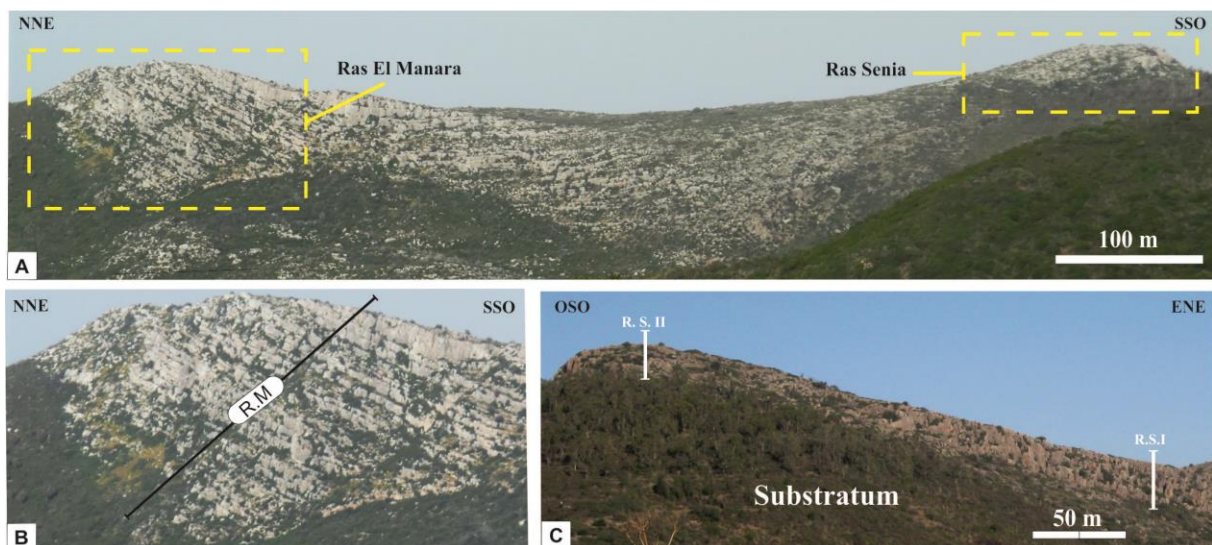 NNE
SSO
Ras El Manara
Ras Senia
100 m
A
NNE
SSO
R.M
B
OSO
ENE
R. S. II
R.S.I
Substratum
50 m
C